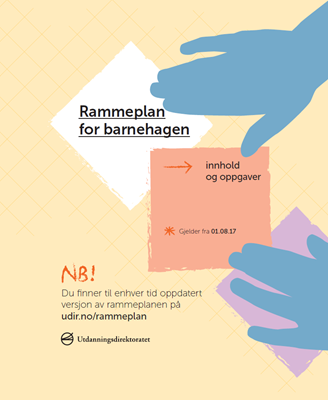 Rammeplan
for barnehagen
innhold
og oppgaver
Gjelder fra 01.08.17
NB!
Du finner til enhver tid oppdatert
versjon av rammeplanen på
udir.no/rammeplan
Utdanningsdirektoratet